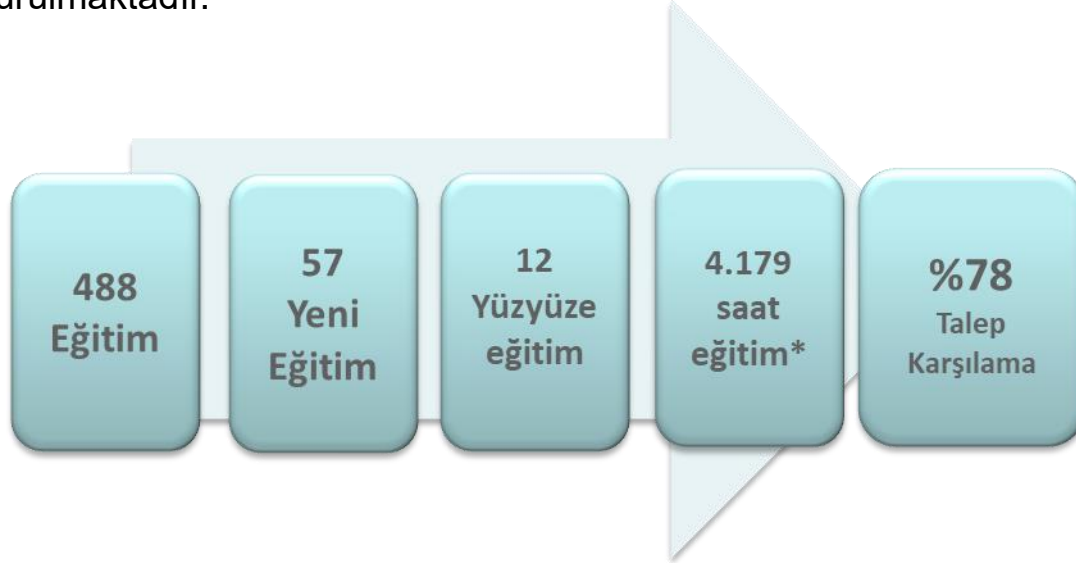 488
Eğitim
57
Yeni
Eğitim
12
Yüzyüze
eğitim
4.179
saat
eğitim*
%78
Talep
Karşılama